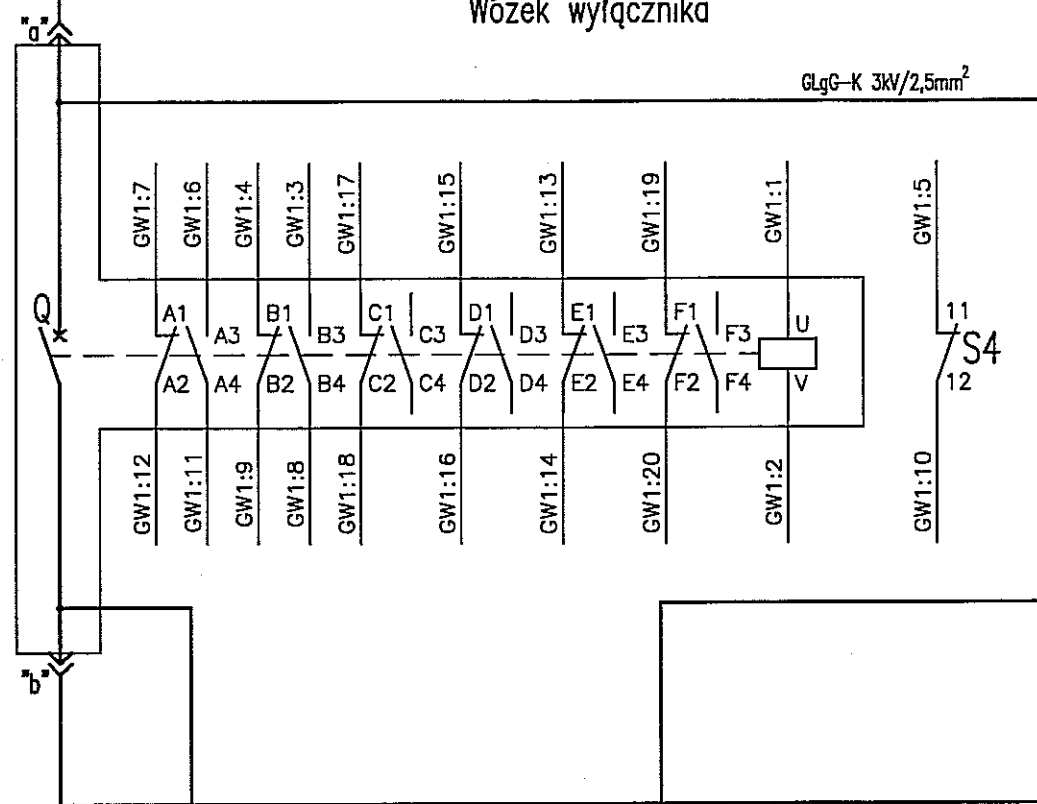 Wózek wyłącznika
"a"
GLgG-K 3kV/2,5mm²
GW1:7 GW1:6 GW1:4 GW1:3 GW1:17 GW1:15 GW1:13 GW1:19 GW1:1 GW1:5
Q A1 A3 B1 B3 C1 C3 D1 D3 E1 E3 F1 F3 U 11
S4
A2 A4 B2 B4 C2 C4 D2 D4 E2 E4 F2 F4 V 12
GW1:12 GW1:11 GW1:9 GW1:8 GW1:18 GW1:16 GW1:14 GW1:20 GW1:2 GW1:10
"b"